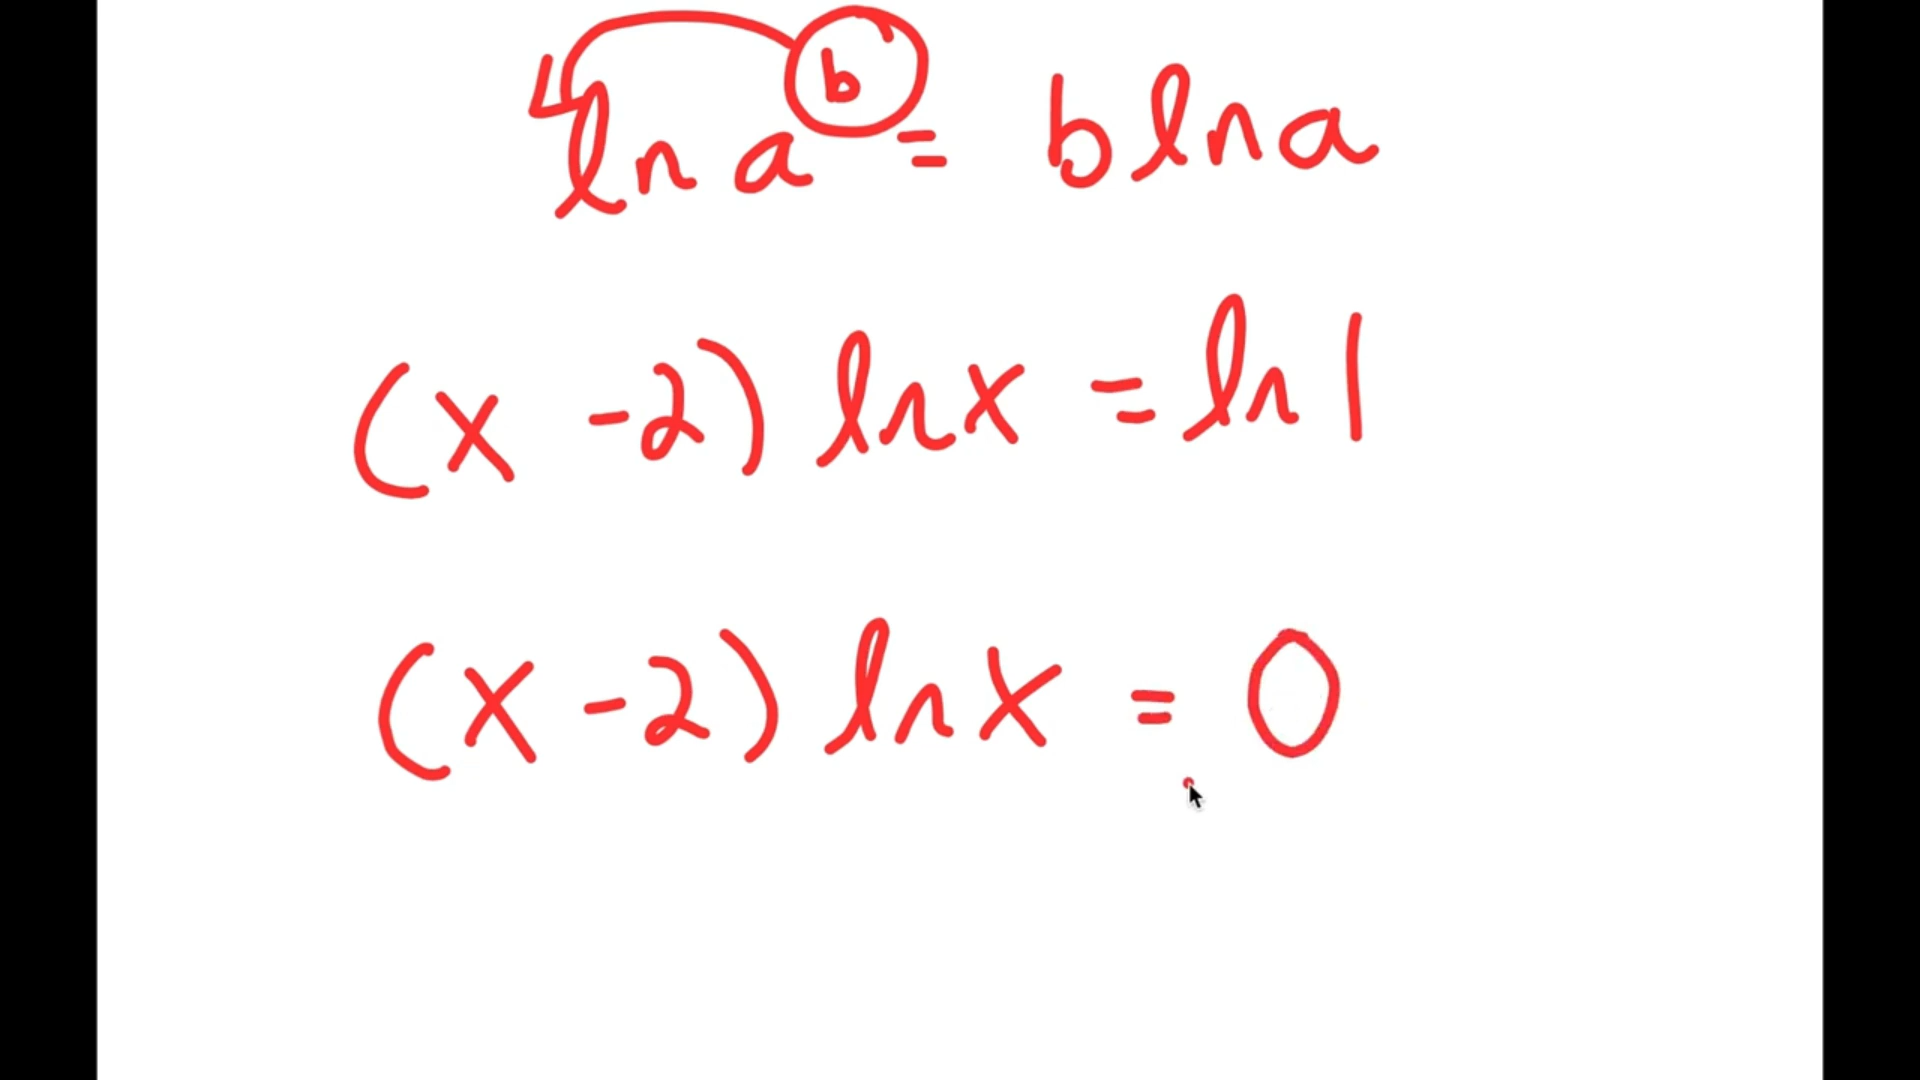 ln a^b = b ln a
(x - 2) ln x = ln 1
(x - 2) ln x = 0